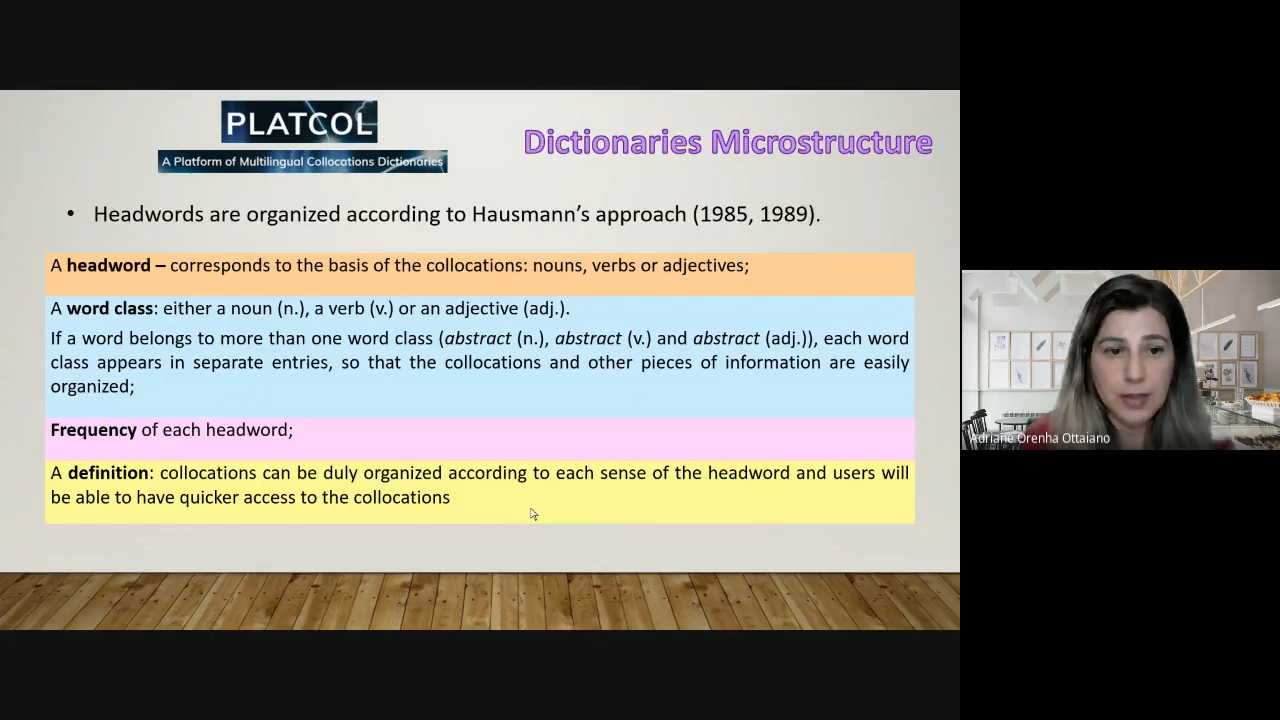 PLATCOL
A Platform of Multilingual Collocations Dictionaries
Dictionaries Microstructure
• Headwords are organized according to Hausmann’s approach (1985, 1989).
A headword – corresponds to the basis of the collocations: nouns, verbs or adjectives;
A word class: either a noun (n.), a verb (v.) or an adjective (adj.).
If a word belongs to more than one word class (abstract (n.), abstract (v.) and abstract (adj.)), each word
class appears in separate entries, so that the collocations and other pieces of information are easily
organized;
Frequency of each headword;
A definition: collocations can be duly organized according to each sense of the headword and users will
be able to have quicker access to the collocations
Adriane Orenha Ottaiano